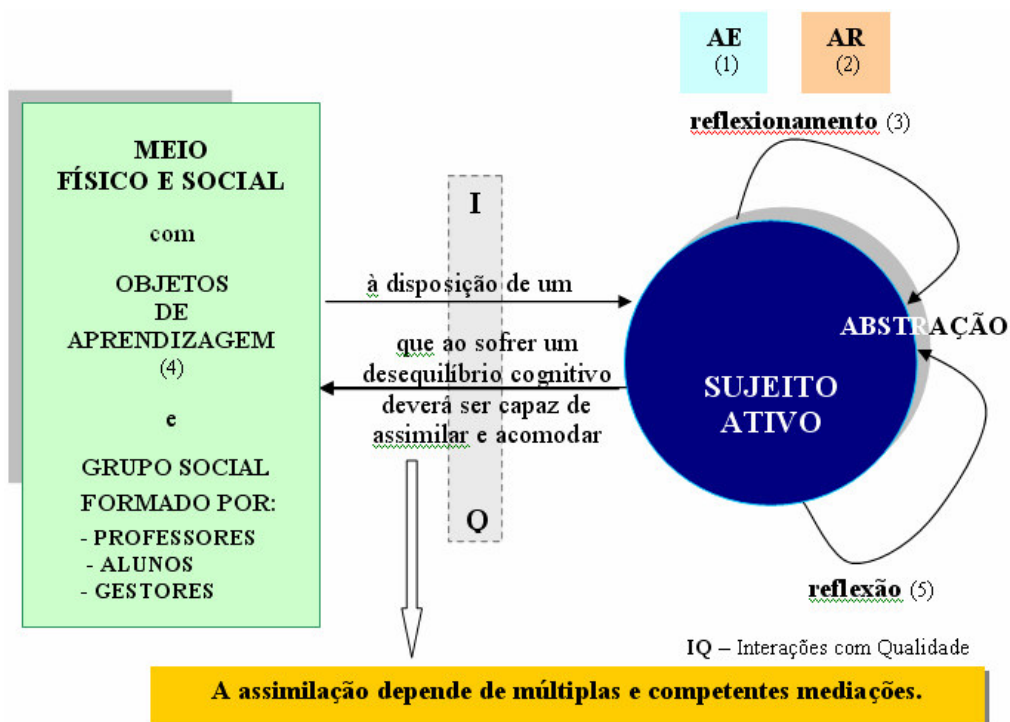 AE
(1)
AR
(2)
reflexionamento (3)
MEIO
FÍSICO E SOCIAL
com
OBJETOS
DE
APRENDIZAGEM
(4)
e
GRUPO SOCIAL
FORMADO POR:
- PROFESSORES
- ALUNOS
- GESTORES
I
à disposição de um
que ao sofrer um
desequilíbrio cognitivo
deverá ser capaz de
assimilar e acomodar
Q
ABSTRAÇÃO
SUJEITO
ATIVO
reflexão (5)
IQ – Interações com Qualidade
A assimilação depende de múltiplas e competentes mediações.